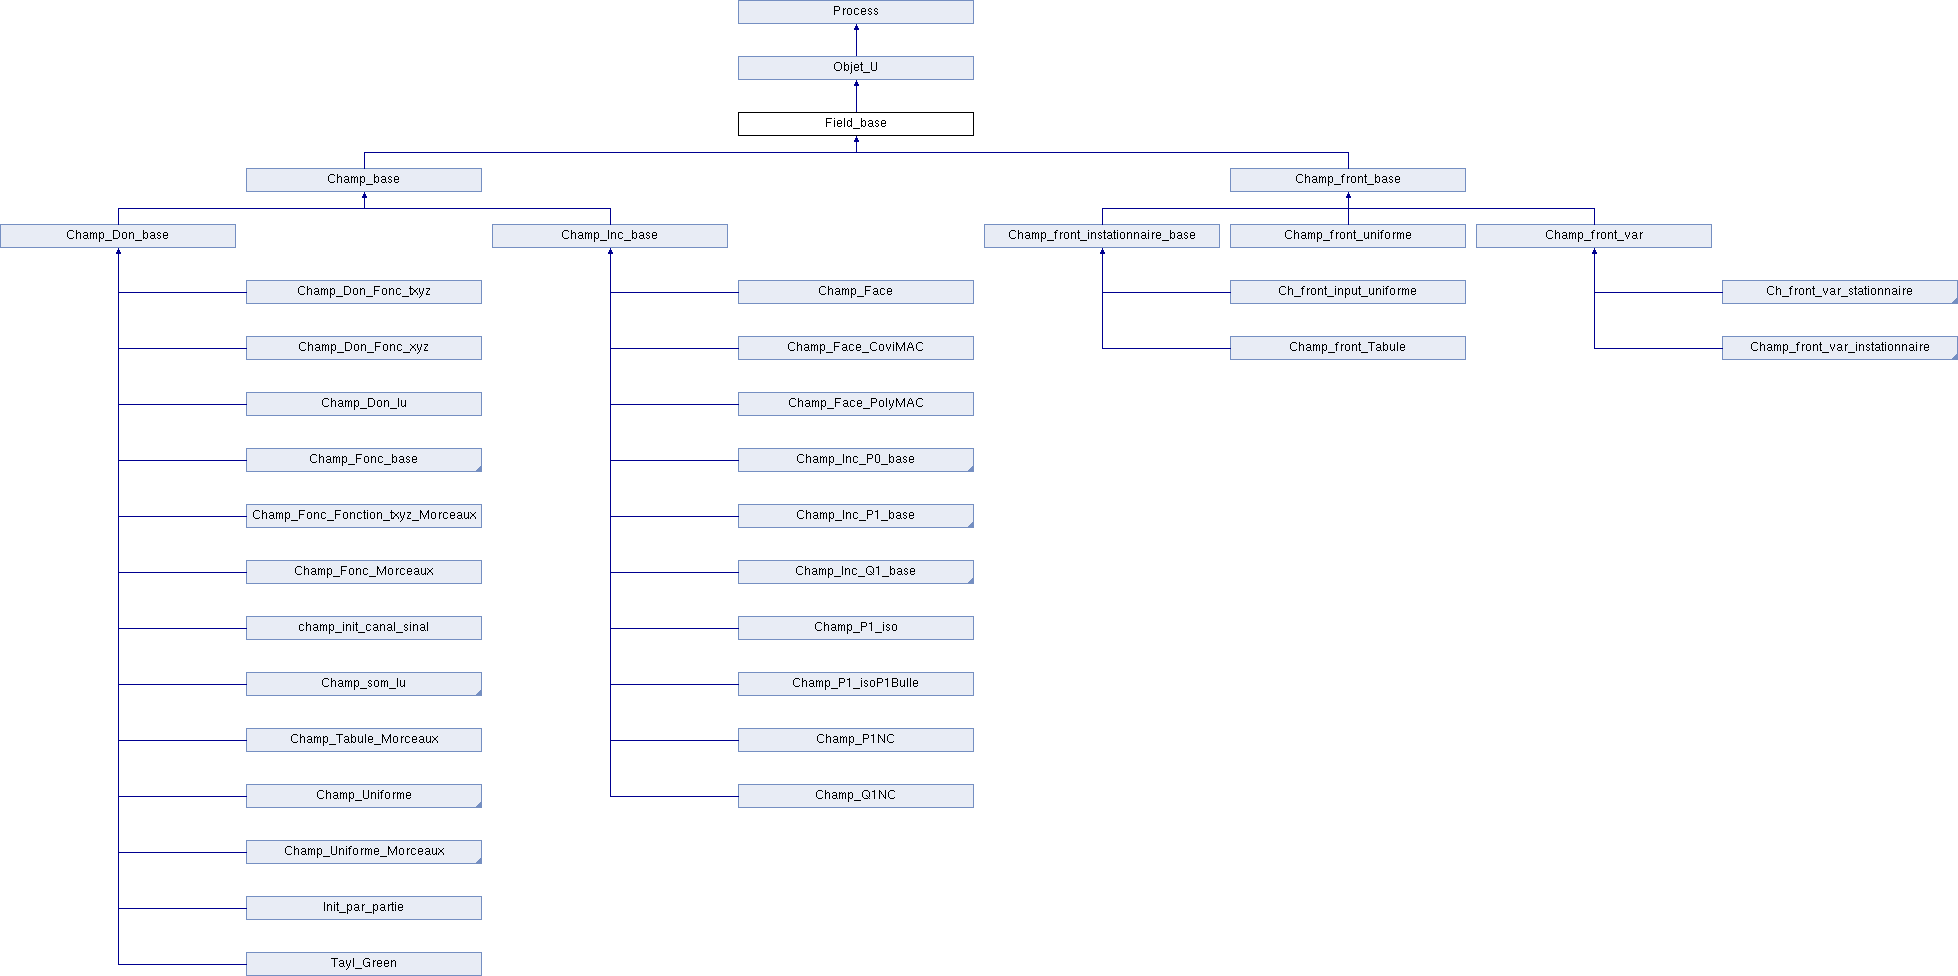 Process
Objet_U
Field_base
Champ_base
Champ_front_base
Champ_Don_base
Champ_Inc_base
Champ_front_instationnaire_base
Champ_front_uniforme
Champ_front_var
Champ_Don_Fonc_txyz
Champ_Face
Ch_front_input_uniforme
Ch_front_var_stationnaire
Champ_Don_Fonc_xyz
Champ_Face_CoviMAC
Champ_front_Tabule
Champ_front_var_instationnaire
Champ_Don_lu
Champ_Face_PolyMAC
Champ_Fonc_base
Champ_Inc_P0_base
Champ_Fonc_Fonction_txyz_Morceaux
Champ_Inc_P1_base
Champ_Fonc_Morceaux
Champ_Inc_Q1_base
champ_init_canal_sinal
Champ_P1_iso
Champ_som_lu
Champ_P1_isoP1Bulle
Champ_Tabule_Morceaux
Champ_P1NC
Champ_Uniforme
Champ_Q1NC
Champ_Uniforme_Morceaux
Init_par_partie
Tayl_Green